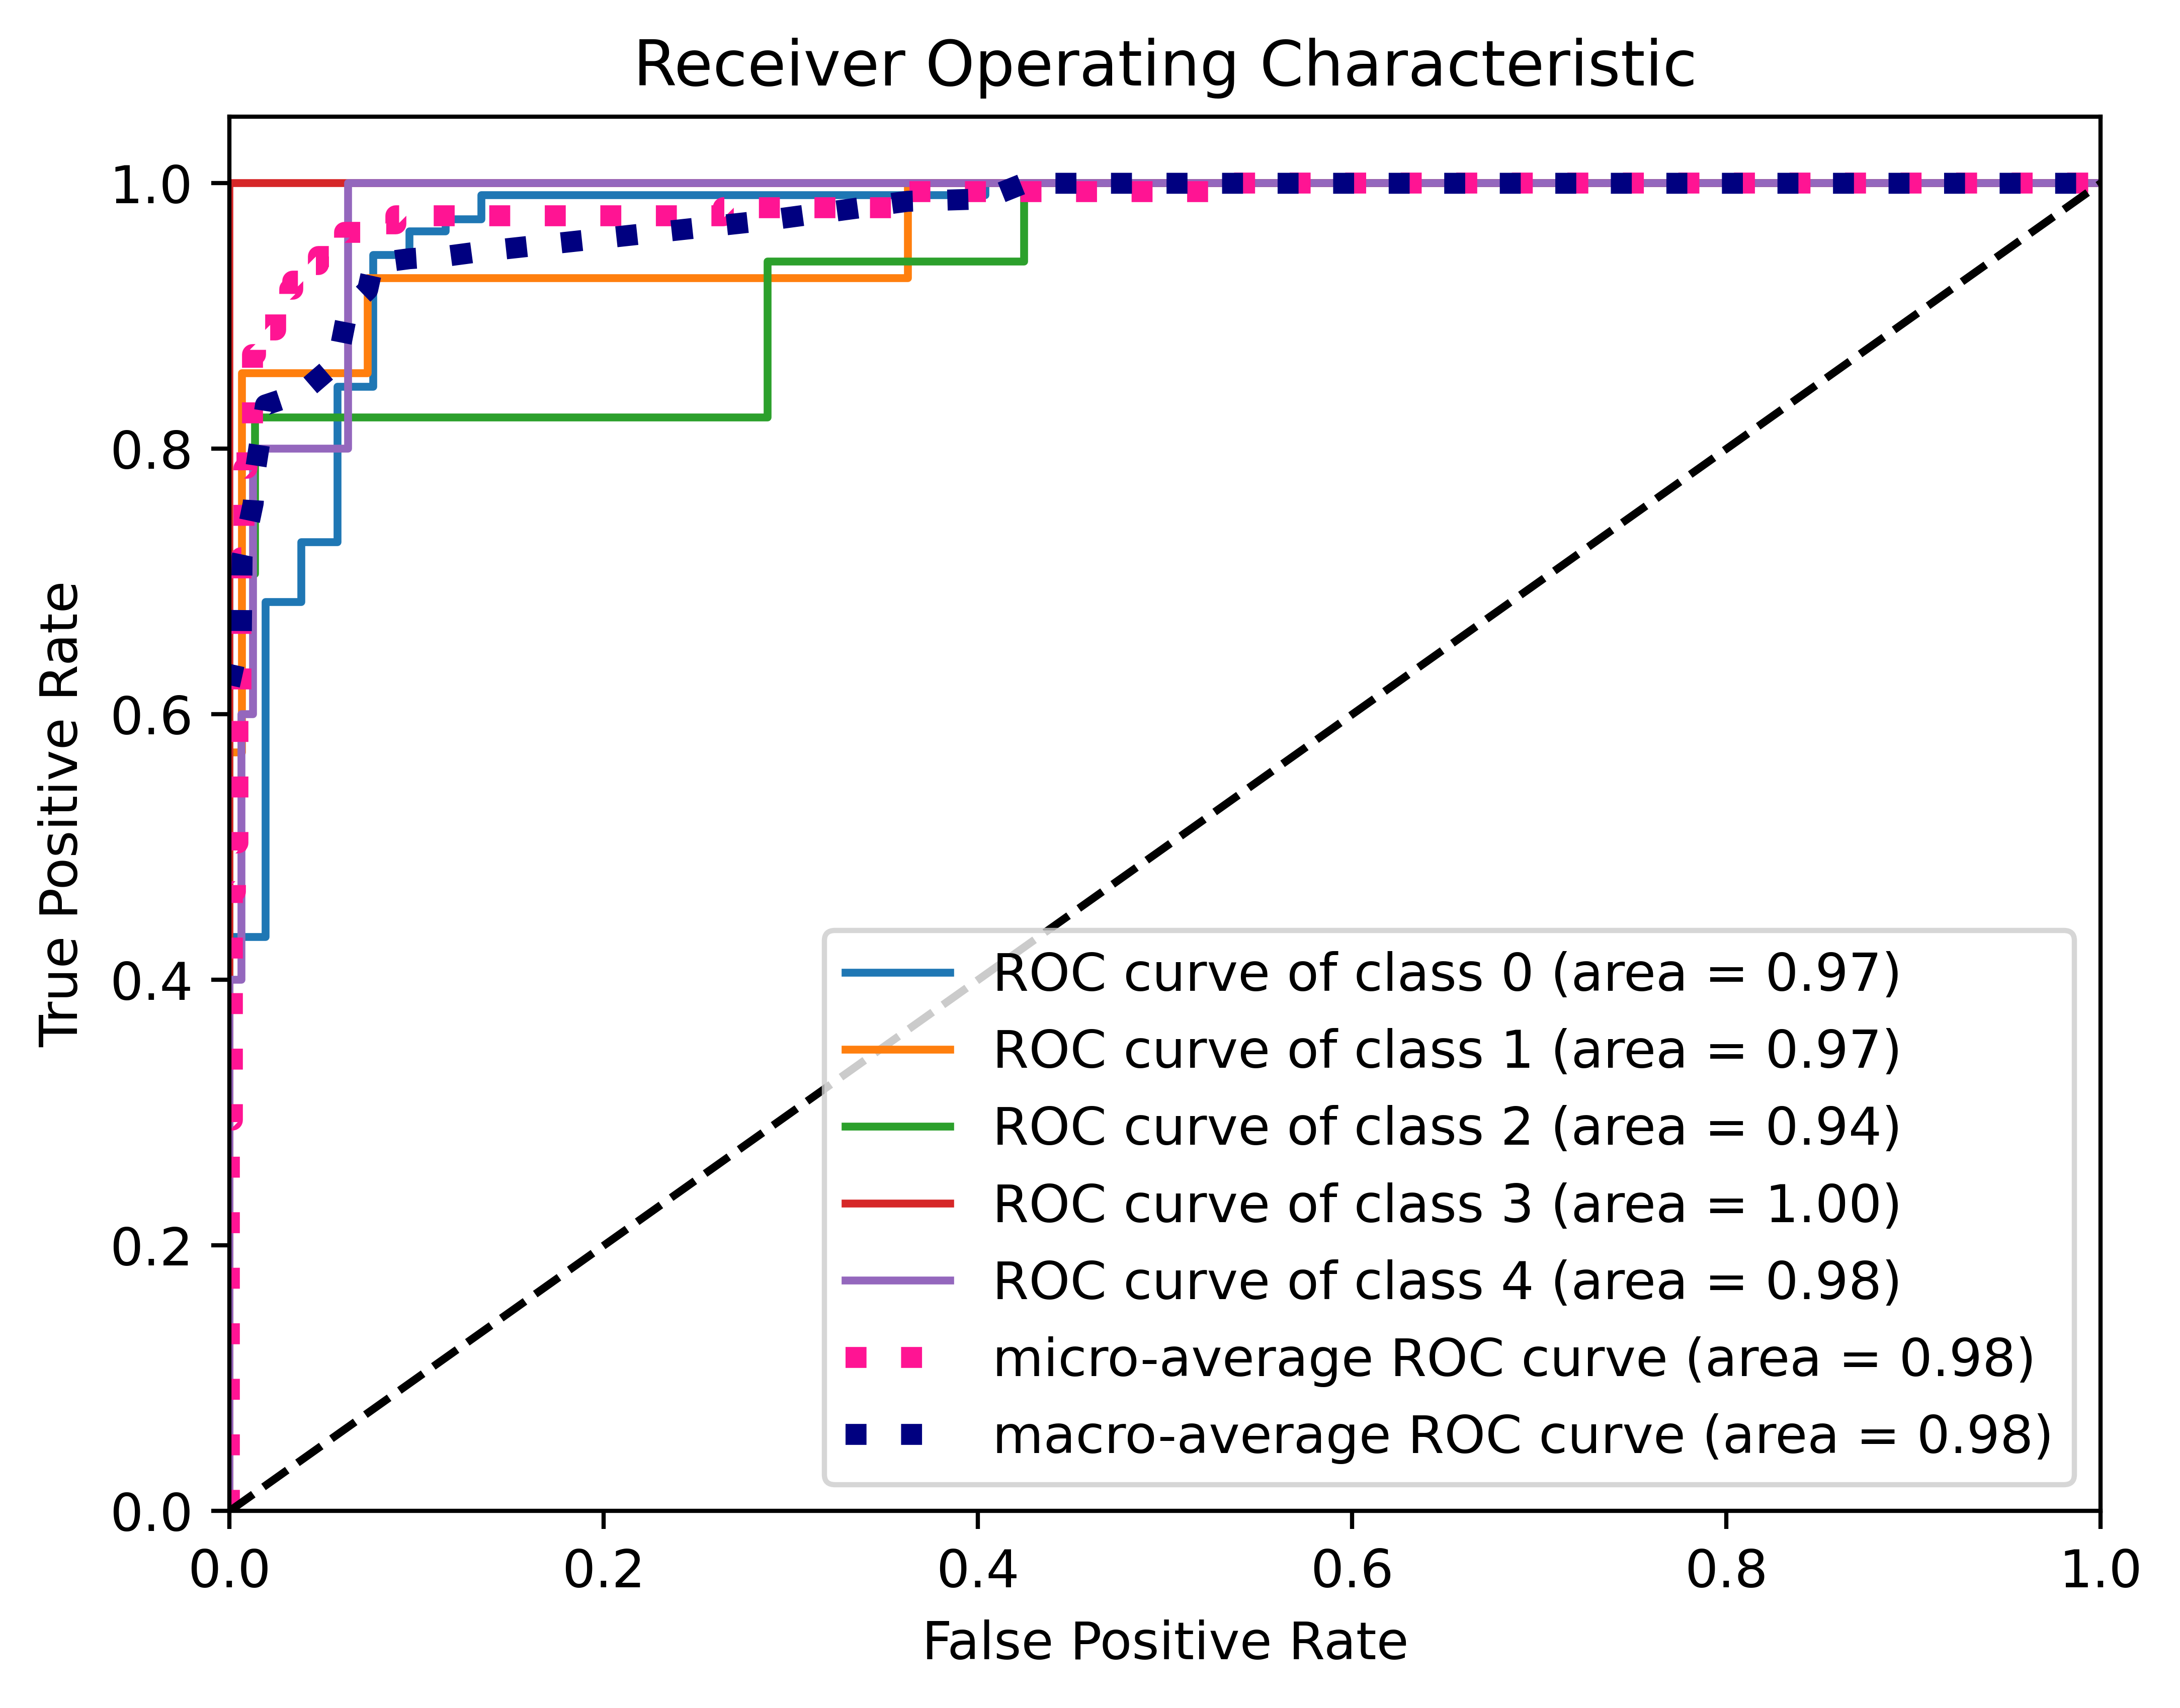 Receiver Operating Characteristic
1.0
0.8
0.6
0.4
0.2
0.0
True Positive Rate
ROC curve of class 0 (area = 0.97)
ROC curve of class 1 (area = 0.97)
ROC curve of class 2 (area = 0.94)
ROC curve of class 3 (area = 1.00)
ROC curve of class 4 (area = 0.98)
micro-average ROC curve (area = 0.98)
macro-average ROC curve (area = 0.98)
0.0 0.2 0.4 0.6 0.8 1.0
False Positive Rate